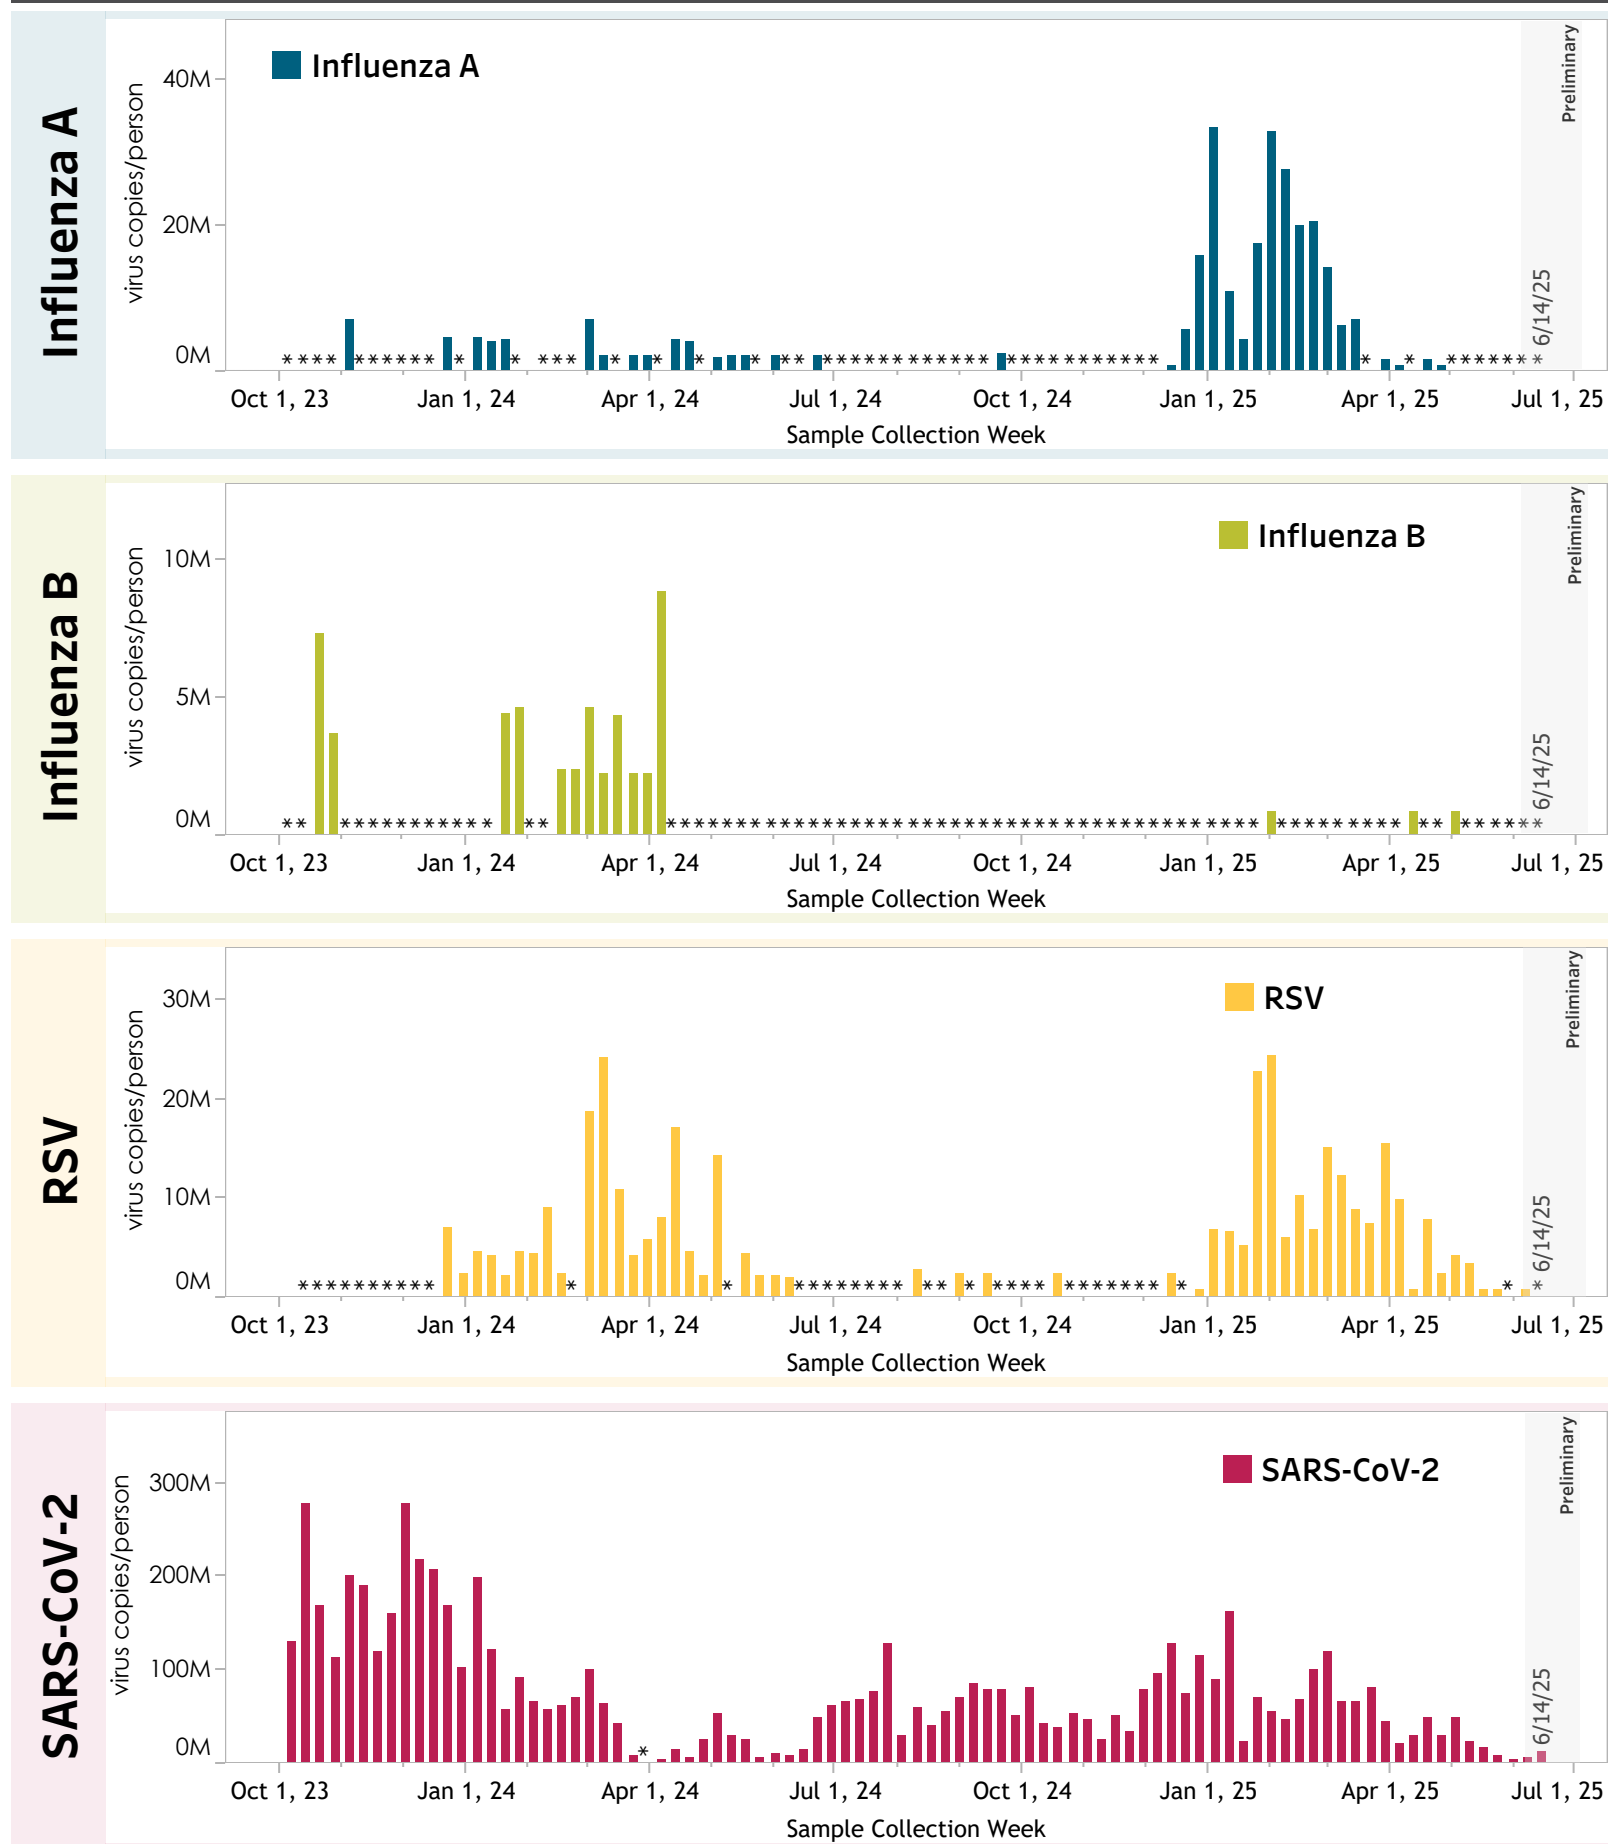 Influenza A
virus copies/person
40M
20M
0M
Influenza A
Preliminary
* * * * * * * * * * * * * * * * * * * * * * * * * * * * * * * * * * * * * * * * * * * * * * * * * * * * * * *
6/14/25
Oct 1, 23 Jan 1, 24 Apr 1, 24 Jul 1, 24 Oct 1, 24 Jan 1, 25 Apr 1, 25 Jul 1, 25
Sample Collection Week
Influenza B
virus copies/person
10M
5M
0M
Influenza B
Preliminary
6/14/25
Oct 1, 23 Jan 1, 24 Apr 1, 24 Jul 1, 24 Oct 1, 24 Jan 1, 25 Apr 1, 25 Jul 1, 25
Sample Collection Week
RSV
virus copies/person
30M
20M
10M
0M
RSV
Preliminary
6/14/25
Oct 1, 23 Jan 1, 24 Apr 1, 24 Jul 1, 24 Oct 1, 24 Jan 1, 25 Apr 1, 25 Jul 1, 25
Sample Collection Week
SARS-CoV-2
virus copies/person
300M
200M
100M
0M
SARS-CoV-2
Preliminary
*
6/14/25
Oct 1, 23 Jan 1, 24 Apr 1, 24 Jul 1, 24 Oct 1, 24 Jan 1, 25 Apr 1, 25 Jul 1, 25
Sample Collection Week